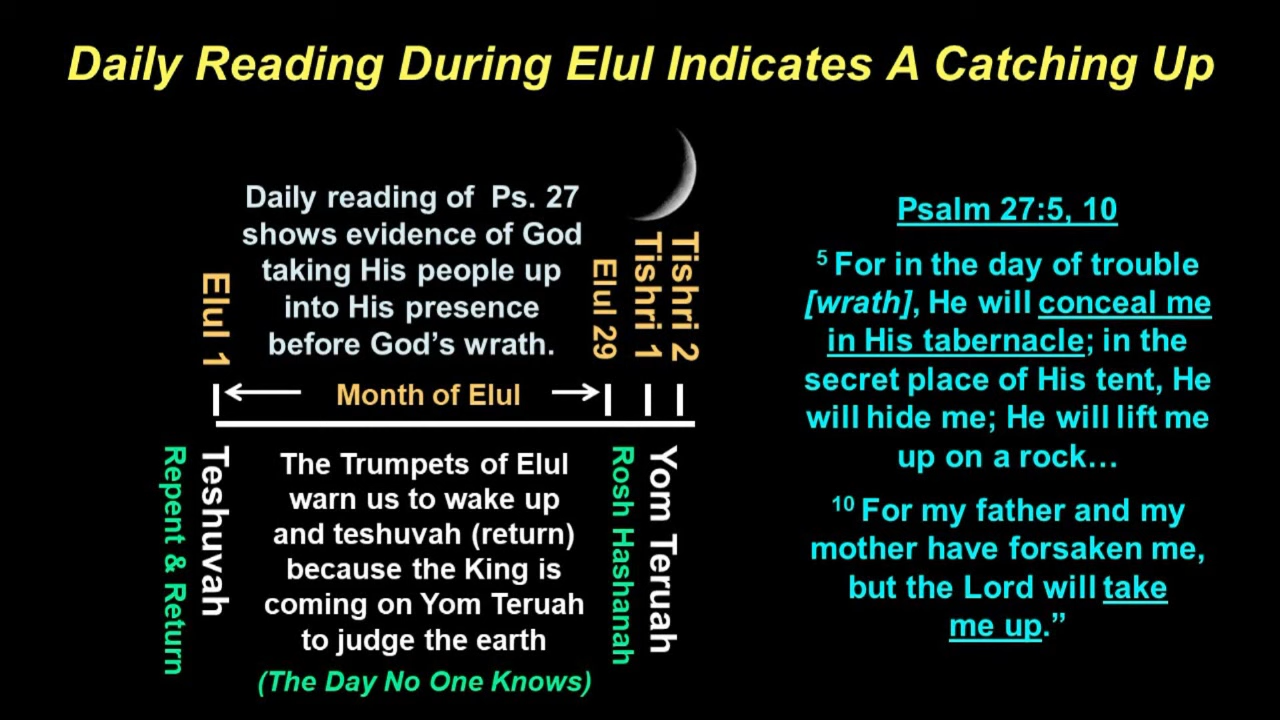 Daily Reading During Elul Indicates A Catching Up
Daily reading of Ps. 27
shows evidence of God
taking His people up
into His presence
before God's wrath.
Elul 1
Elul 29
Tishri 1
Tishri 2
Month of Elul
Repent & Return
Teshuvah
The Trumpets of Elul
warn us to wake up
and teshuvah (return)
because the King is
coming on Yom Teruah
to judge the earth
(The Day No One Knows)
Rosh Hashanah
Yom Teruah
Psalm 27:5, 10
5 For in the day of trouble
[wrath], He will conceal me
in His tabernacle; in the
secret place of His tent, He
will hide me; He will lift me
up on a rock…
10 For my father and my
mother have forsaken me,
but the Lord will take
me up.”